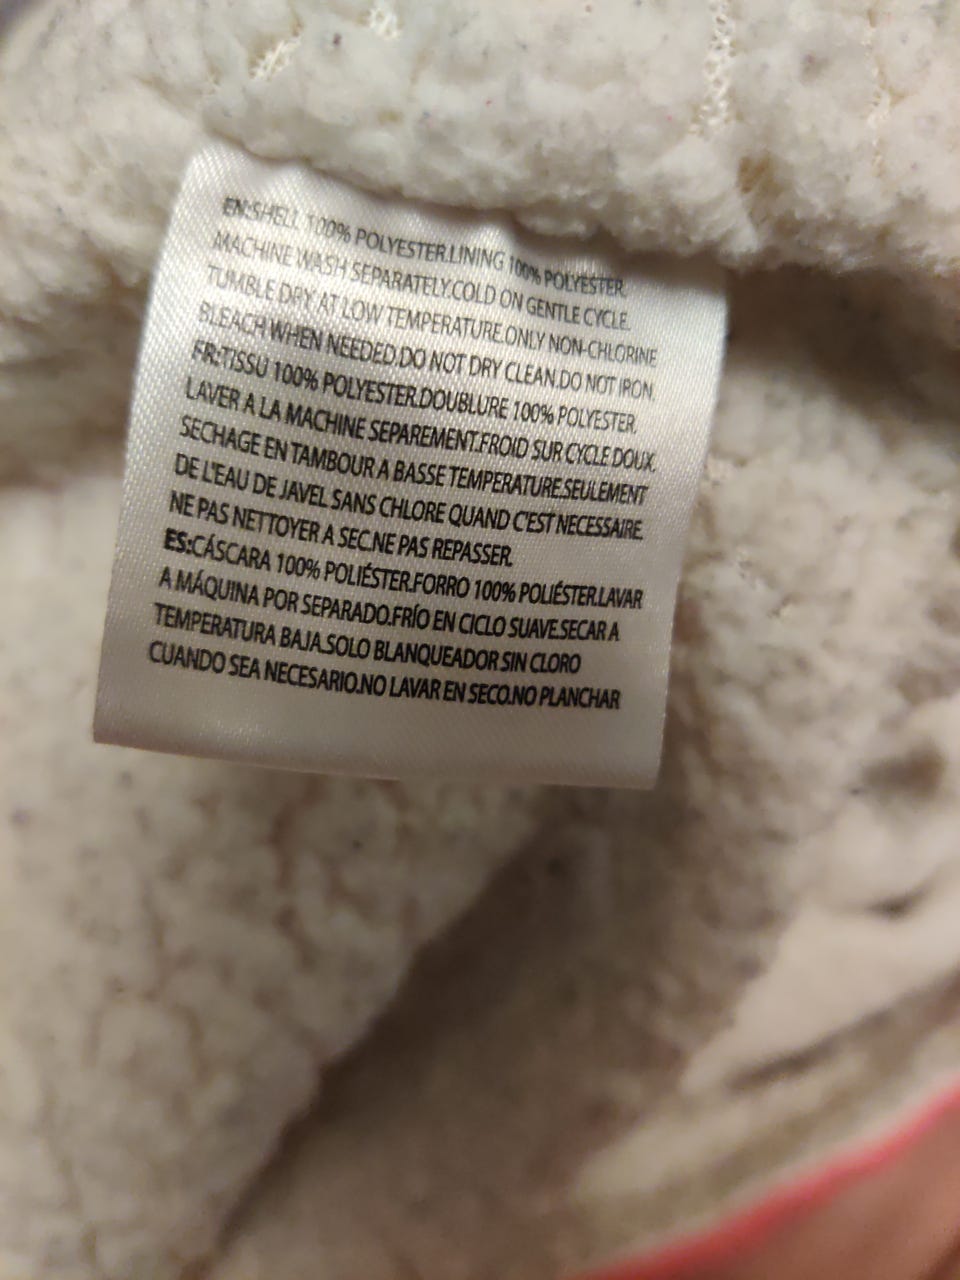 EN:SHELL 100% POLYESTER.LINING 100% POLYESTER.
MACHINE WASH SEPARATELY.COLD ON GENTLE CYCLE.
TUMBLE DRY AT LOW TEMPERATURE.ONLY NON-CHLORINE
BLEACH WHEN NEEDED.DO NOT DRY CLEAN.DO NOT IRON.
FR:TISSU 100% POLYESTER.DOUBLURE 100% POLYESTER.
LAVER A LA MACHINE SEPAREMENT.FROID SUR CYCLE DOUX.
SECHAGE EN TAMBOUR A BASSE TEMPERATURE.SEULEMENT
DE L'EAU DE JAVEL SANS CHLORE QUAND C'EST NECESSAIRE.
NE PAS NETTOYER A SEC.NE PAS REPASSER.
ES:CÁSCARA 100% POLIÉSTER.FORRO 100% POLIÉSTER.LAVAR
A MÁQUINA POR SEPARADO.FRÍO EN CICLO SUAVE.SECAR A
TEMPERATURA BAJA.SOLO BLANQUEADOR SIN CLORO
CUANDO SEA NECESARIO.NO LAVAR EN SECO.NO PLANCHAR